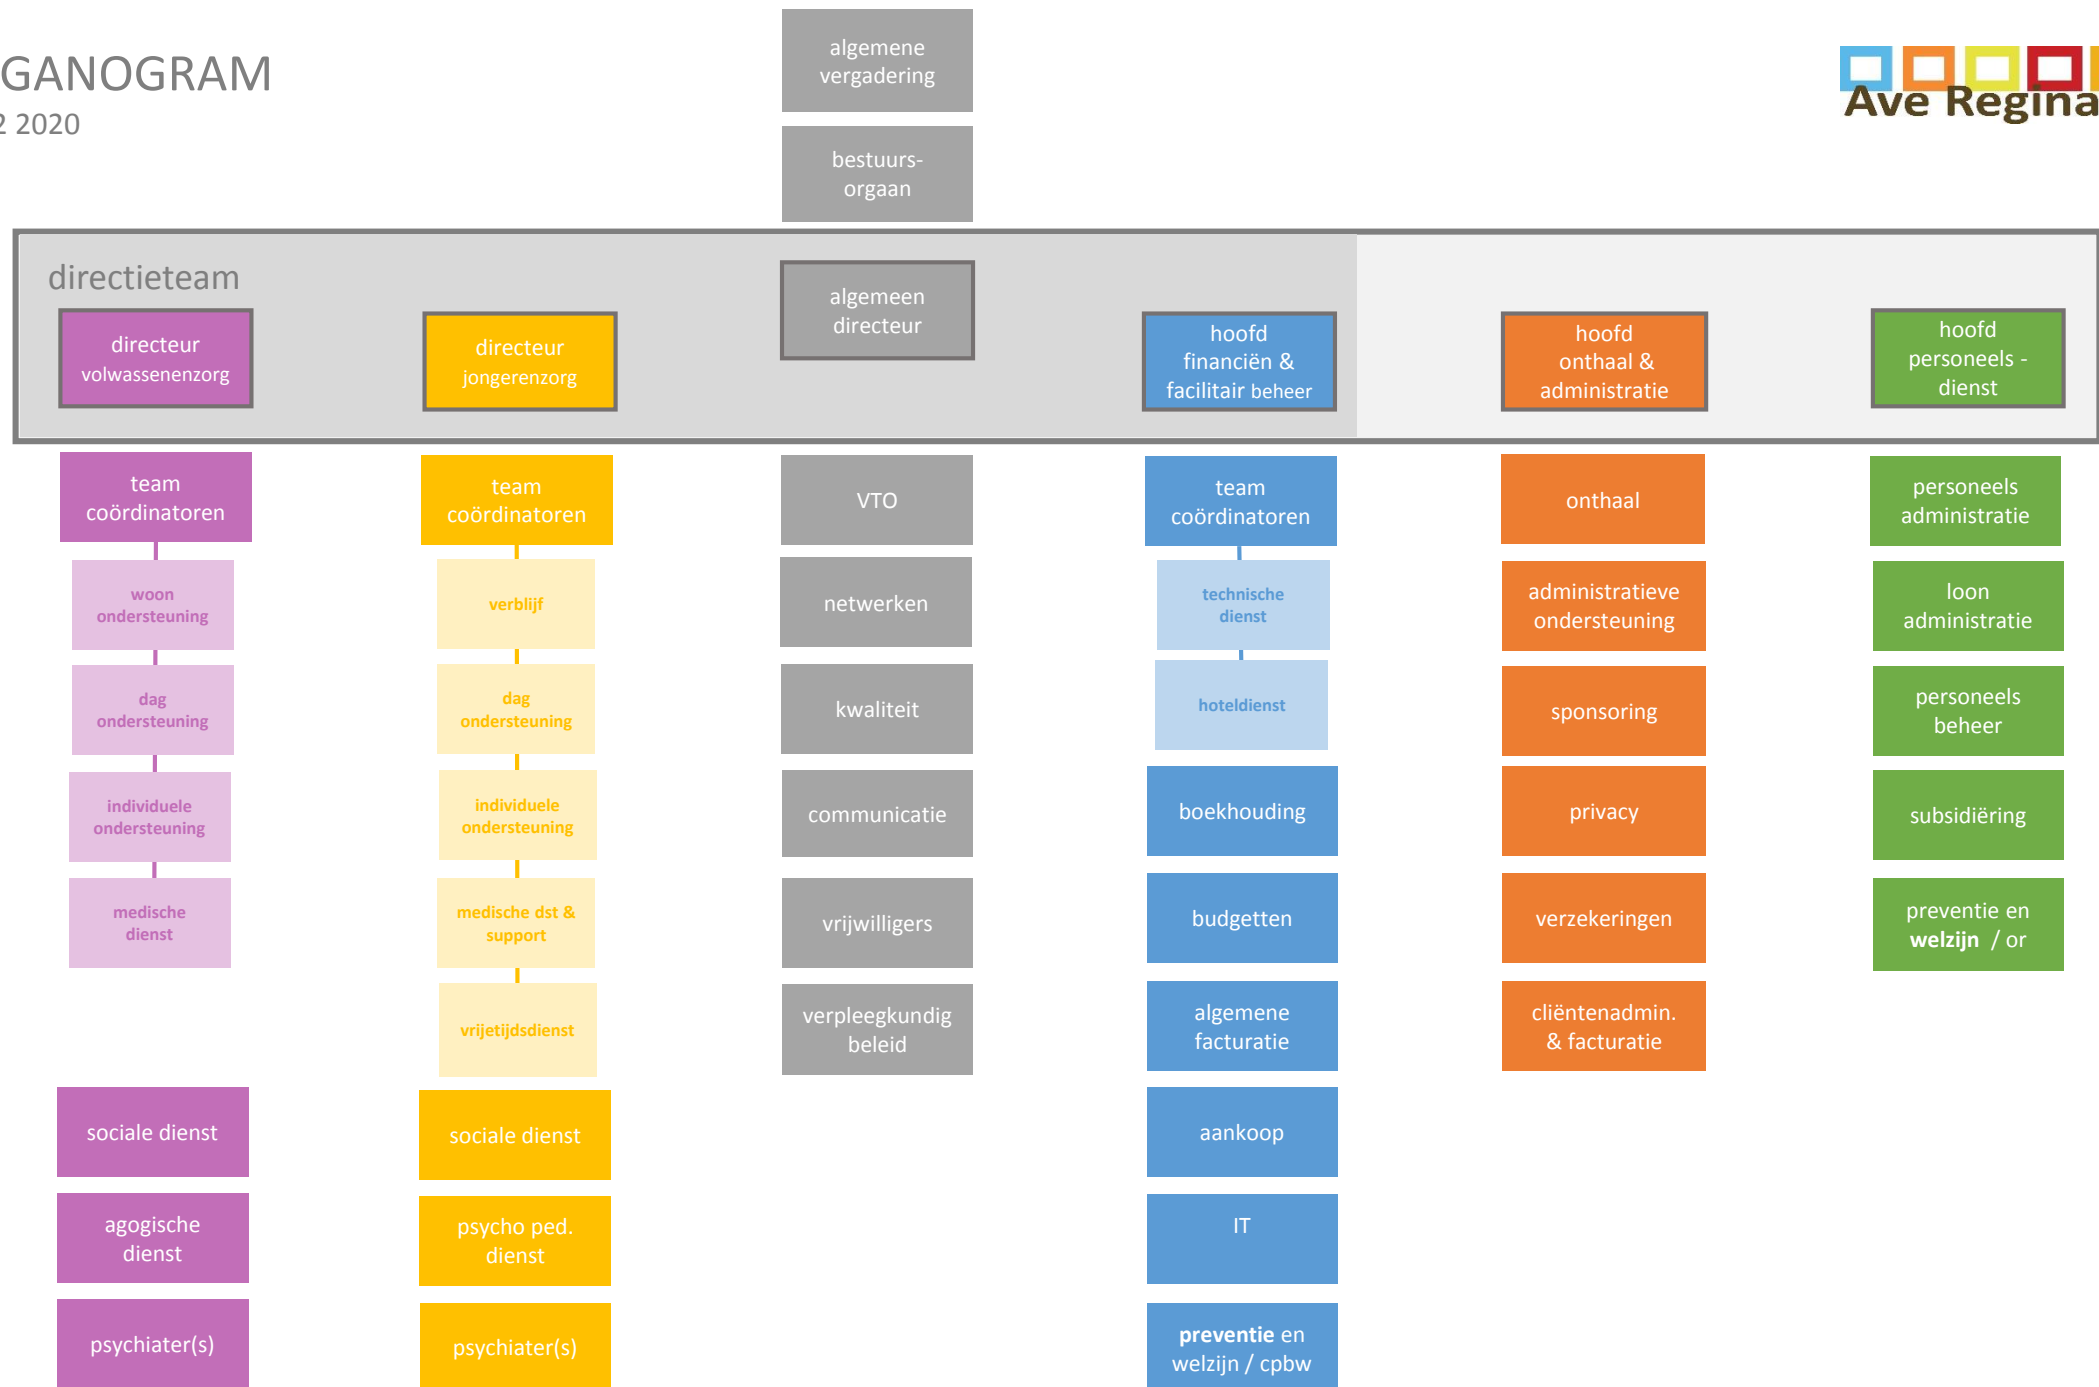 GANOGRAM
2 2020
algemene
vergadering
Ave Regina
bestuurs-
orgaan
directieteam
algemeen
directeur
directeur
volwassenenzorg
directeur
jongerenzorg
hoofd
financiën &
facilitair beheer
hoofd
onthaal &
administratie
hoofd
personeels -
dienst
team
coördinatoren
woon
ondersteuning
dag
ondersteuning
individuele
ondersteuning
medische
dienst
sociale dienst
agogische
dienst
psychiater(s)
team
coördinatoren
verblijf
dag
ondersteuning
individuele
ondersteuning
medische dst &
support
vrijetijdsdienst
sociale dienst
psycho ped.
dienst
psychiater(s)
VTO
netwerken
kwaliteit
communicatie
vrijwilligers
verpleegkundig
beleid
team
coördinatoren
technische
dienst
hoteldienst
boekhouding
budgetten
algemene
facturatie
aankoop
IT
preventie en
welzijn / cpbw
onthaal
administratieve
ondersteuning
sponsoring
privacy
verzekeringen
cliëntenadmin.
& facturatie
personeels
administratie
loon
administratie
personeels
beheer
subsidiëring
preventie en
welzijn / or